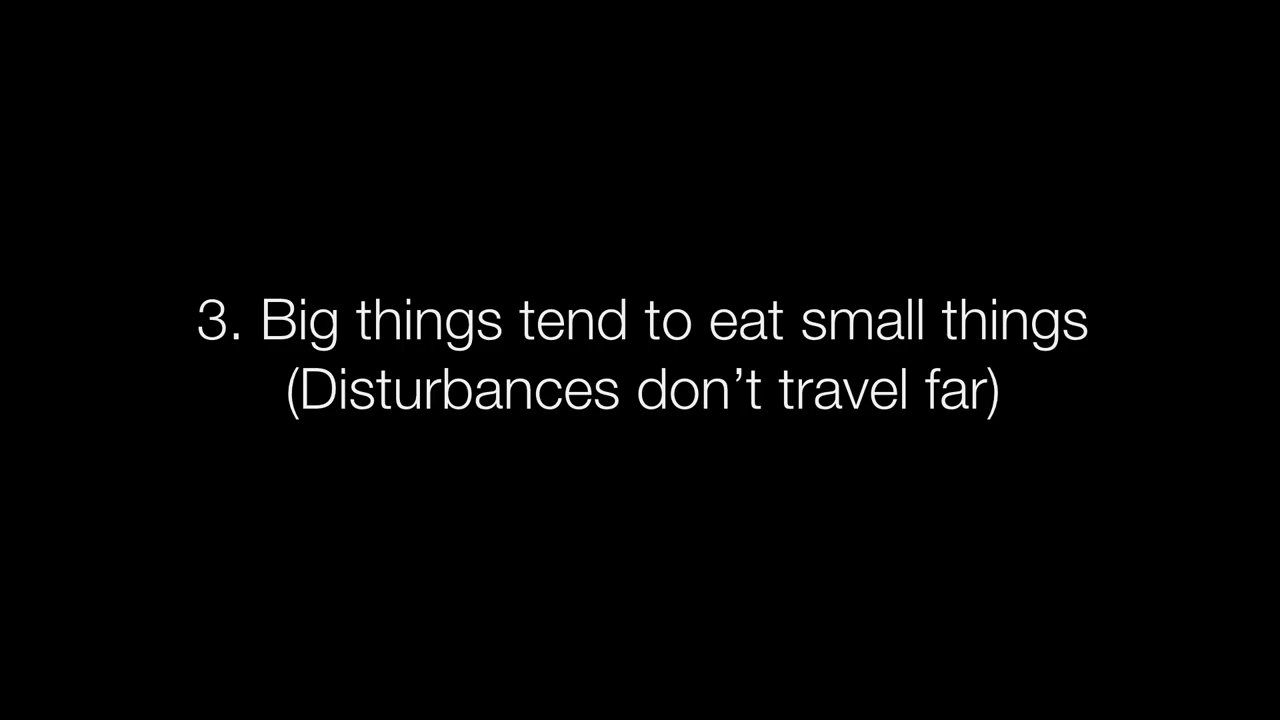 3. Big things tend to eat small things
(Disturbances don’t travel far)